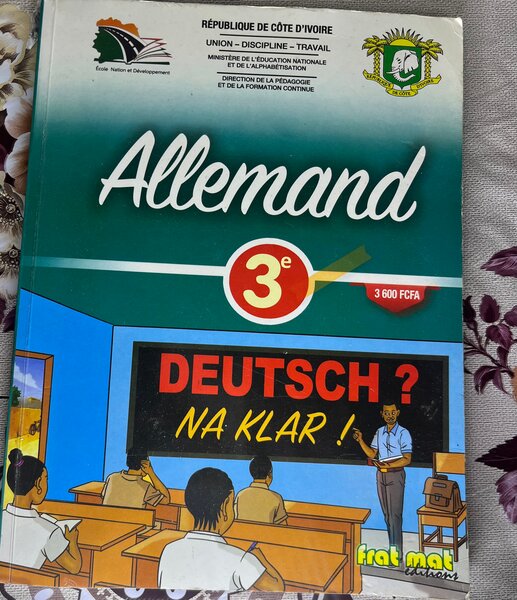 RÉPUBLIQUE DE CÔTE D'IVOIRE
UNION – DISCIPLINE – TRAVAIL
MINISTÈRE DE L'ÉDUCATION NATIONALE
ET DE L'ALPHABÉTISATION
DIRECTION DE LA PÉDAGOGIE
ET DE LA FORMATION CONTINUE
École Nation et Développement
Allemand
3e
3 600 FCFA
DEUTSCH ?
NA KLAR !
frat mat
éditions